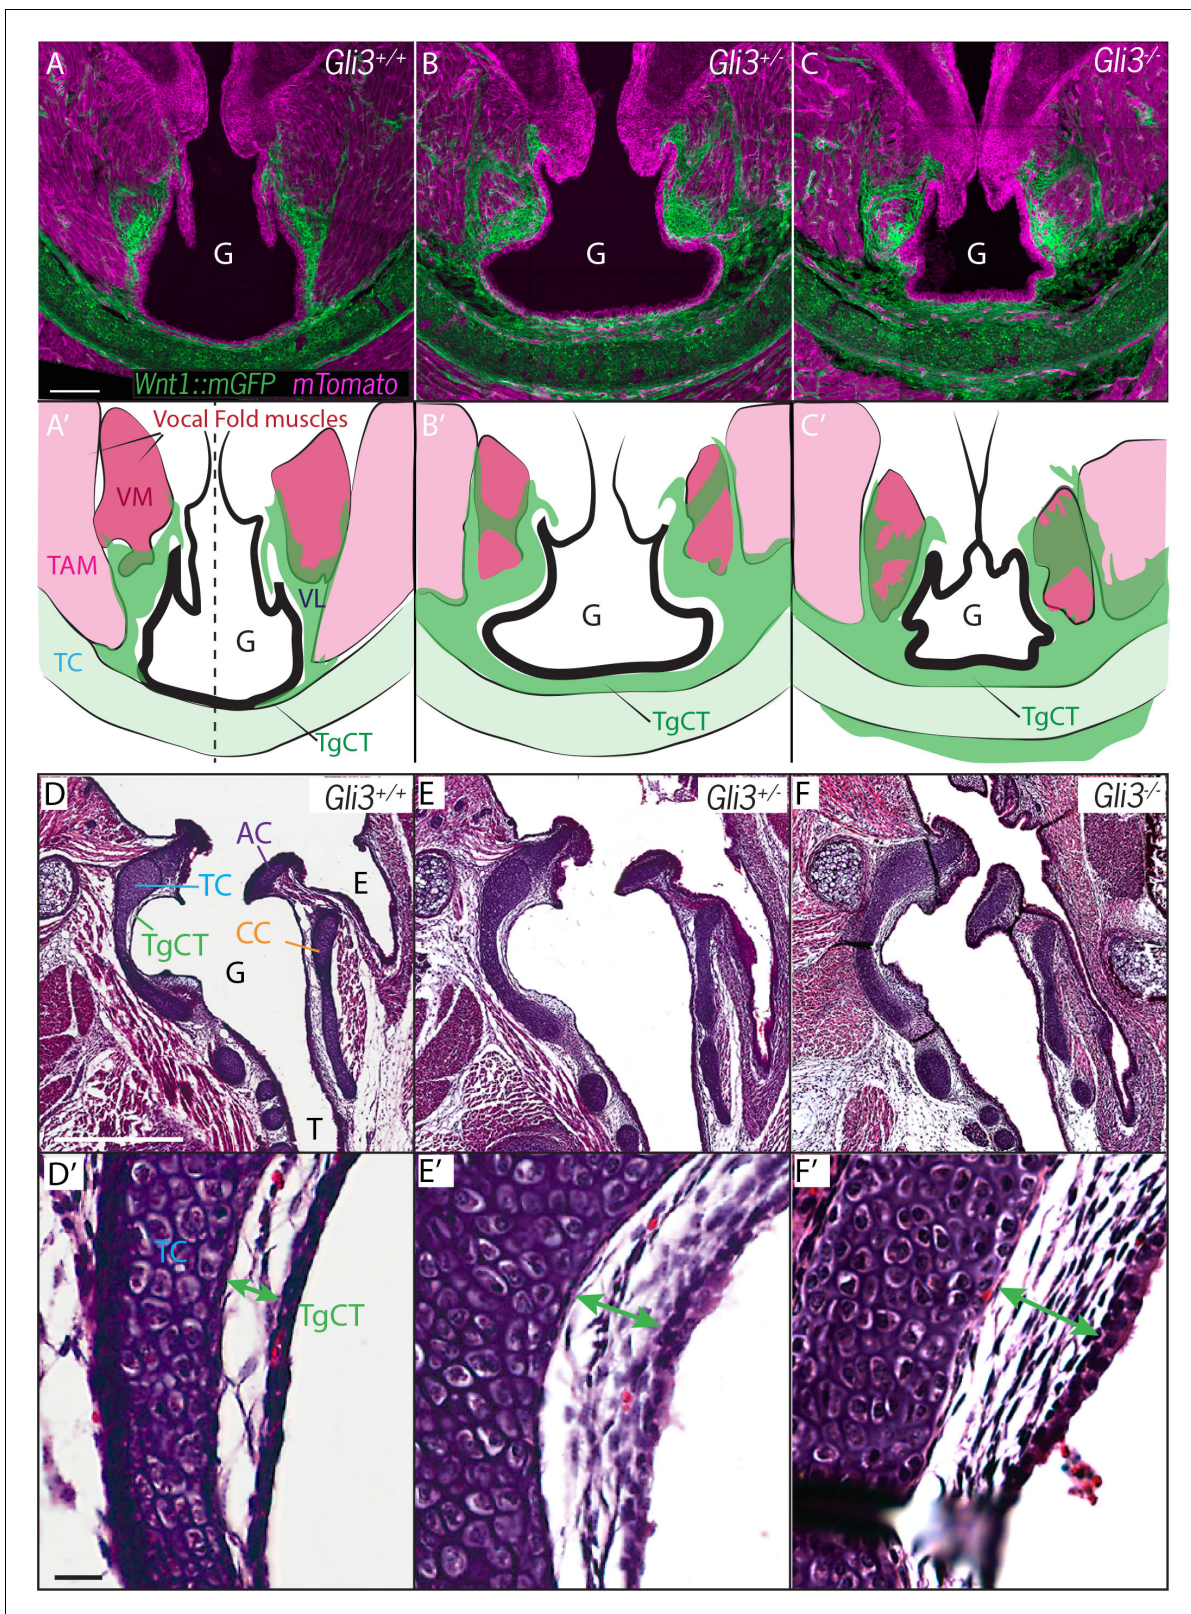 A Gli3+/+ B Gli3+/- C Gli3-/-
G G G
Wnt1::mGFP mTomato
A' B' C'
Vocal Fold muscles
VM
TAM VL
G G G
TC
TgCT TgCT TgCT
D Gli3+/+ E Gli3+/- F Gli3-/-
AC
TC E
TgCT CC
G
T
D' E' F'
TC
TgCT